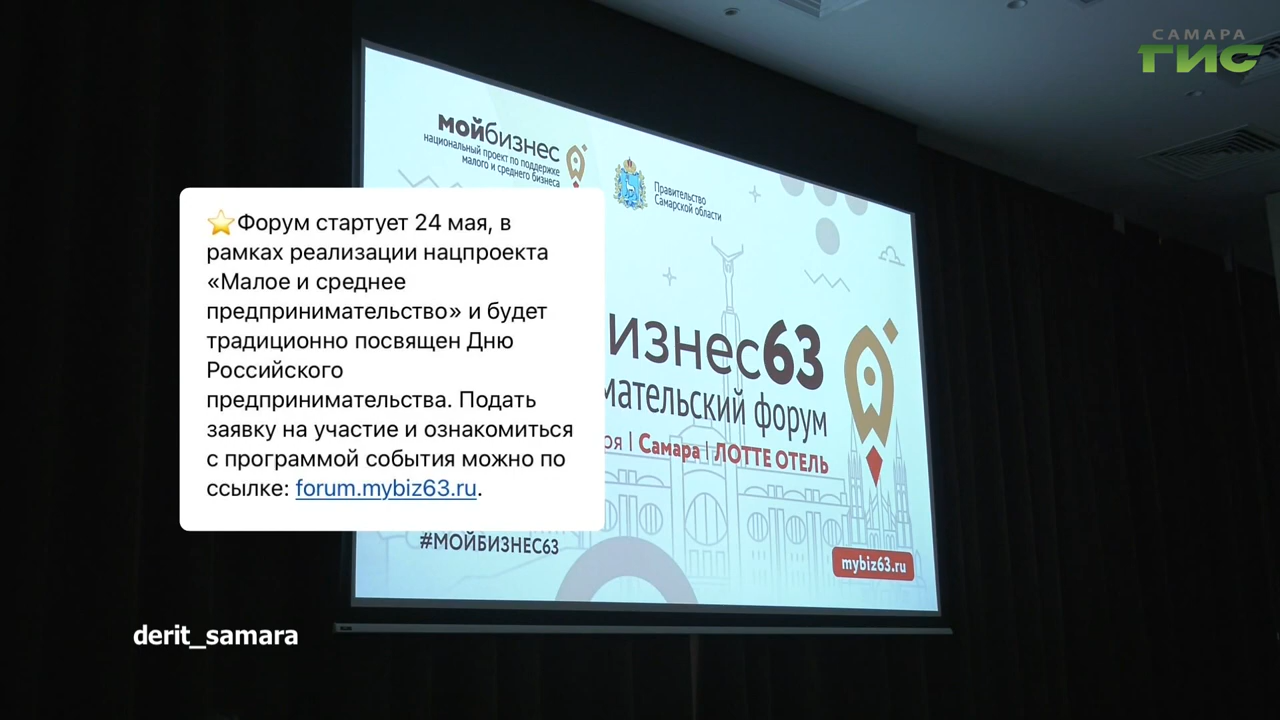 САМАРА
ГИС
мойбизнес
национальный проект по поддержке
малого и среднего бизнеса
Правительство
Самарской области
⭐Форум стартует 24 мая, в
рамках реализации нацпроекта
«Малое и среднее
предпринимательство» и будет
традиционно посвящен Дню
Российского
предпринимательства. Подать
заявку на участие и ознакомиться
с программой события можно по
ссылке: forum.mybiz63.ru.
изнес63
мательский форум
| Самара | ЛОТТЕ ОТЕЛЬ
#МОЙБИЗНЕС63
mybiz63.ru
derit_samara